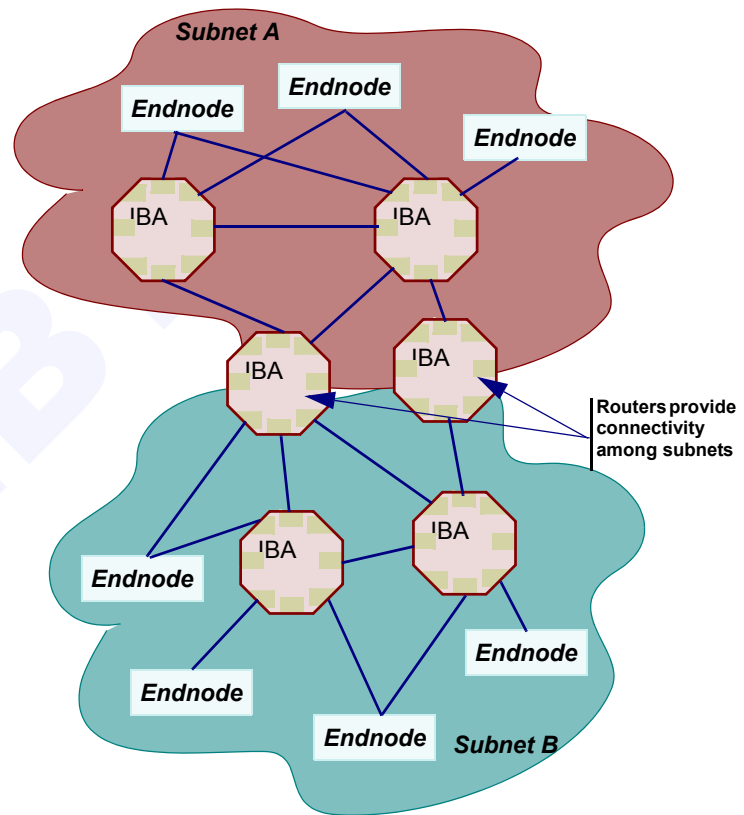 Subnet A
Endnode
Endnode
Endnode
IBA
IBA
IBA
IBA
Routers provide
connectivity
among subnets
IBA
IBA
Endnode
Endnode
Endnode
Endnode
Subnet B